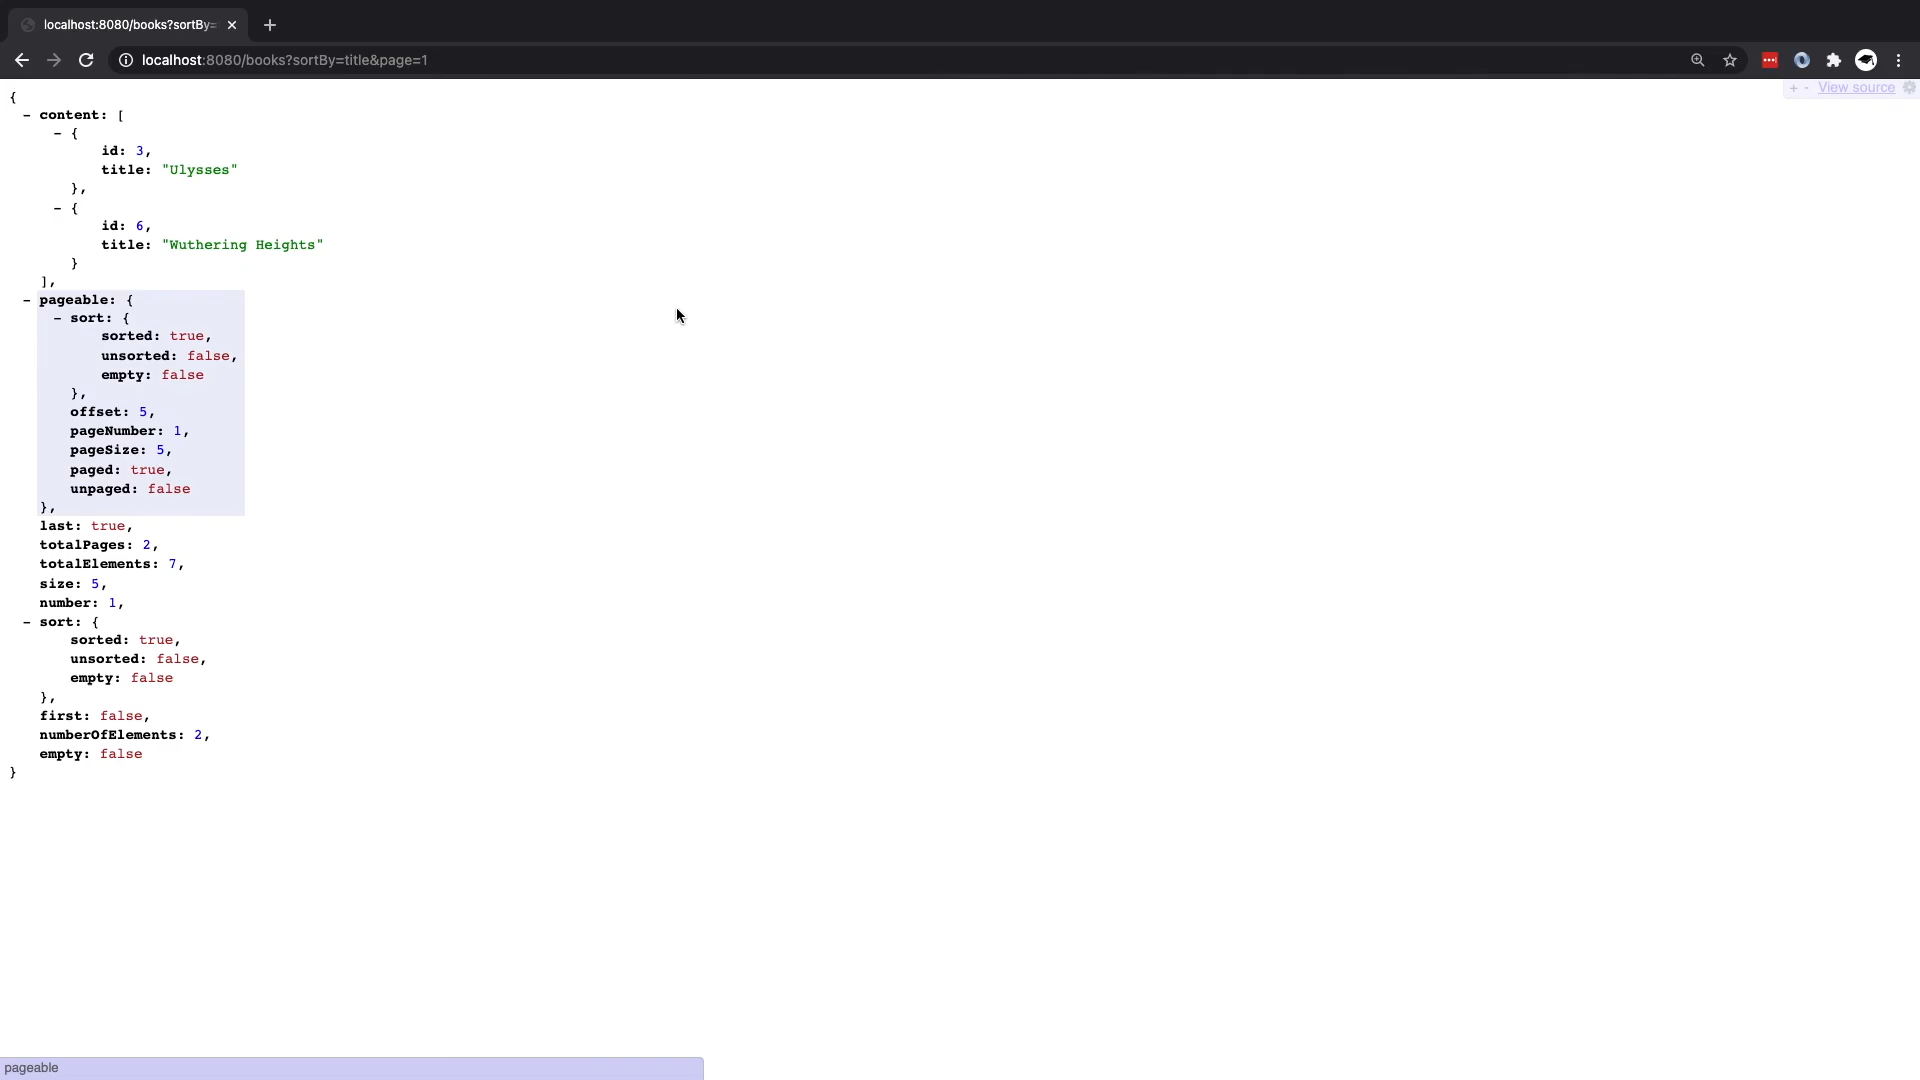 localhost:8080/books?sortBy=
localhost:8080/books?sortBy=title&page=1
+ - View source
{
- content: [
- {
id: 3,
title: "Ulysses"
},
- {
id: 6,
title: "Wuthering Heights"
}
],
- pageable: {
- sort: {
sorted: true,
unsorted: false,
empty: false
},
offset: 5,
pageNumber: 1,
pageSize: 5,
paged: true,
unpaged: false
},
last: true,
totalPages: 2,
totalElements: 7,
size: 5,
number: 1,
- sort: {
sorted: true,
unsorted: false,
empty: false
},
first: false,
numberOfElements: 2,
empty: false
}
pageable